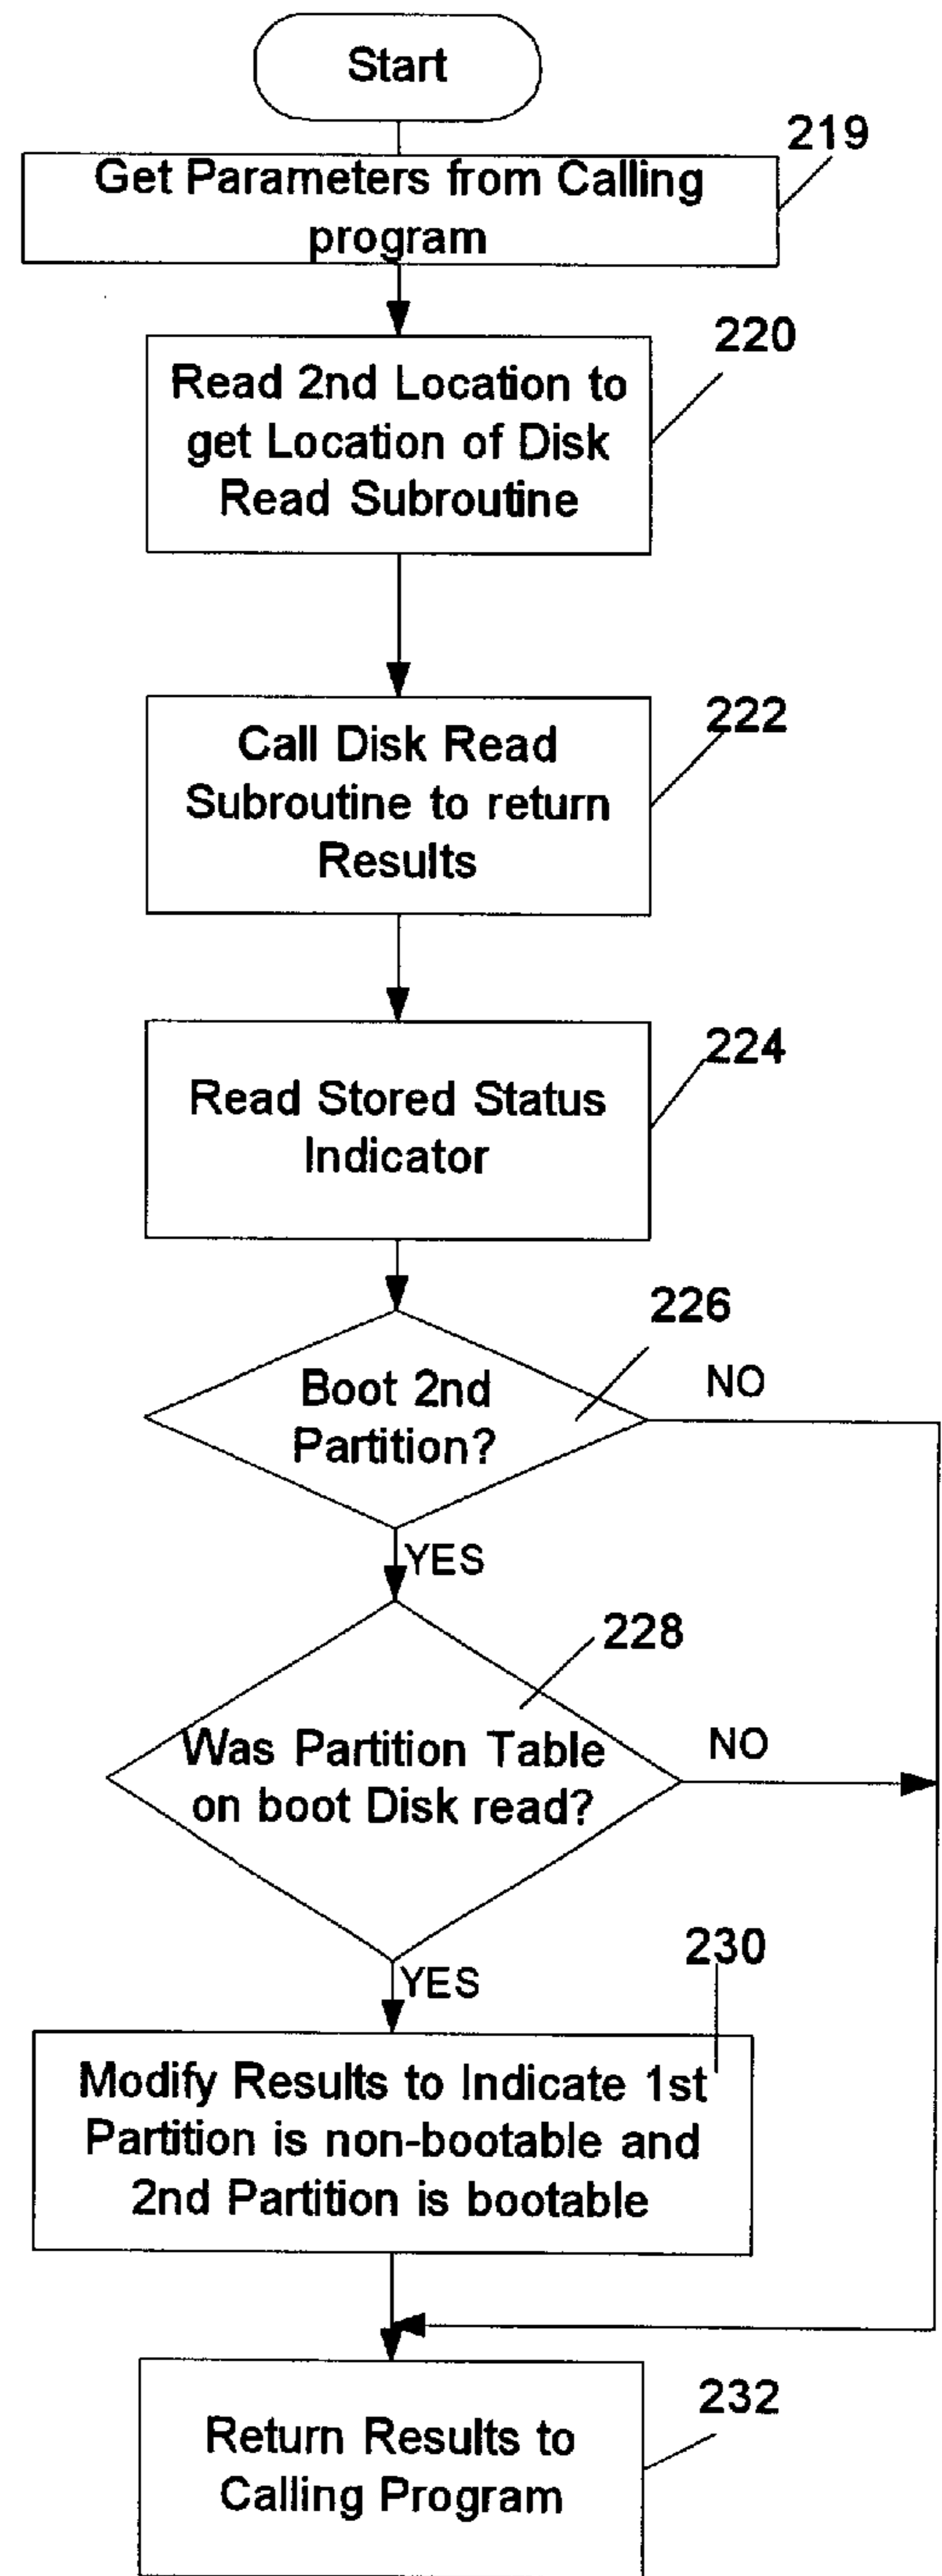 Start
219
Get Parameters from Calling
program
220
Read 2nd Location to
get Location of Disk
Read Subroutine
222
Call Disk Read
Subroutine to return
Results
224
Read Stored Status
Indicator
226
Boot 2nd
Partition?
NO
YES
228
Was Partition Table
on boot Disk read?
NO
YES
230
Modify Results to Indicate 1st
Partition is non-bootable and
2nd Partition is bootable
232
Return Results to
Calling Program